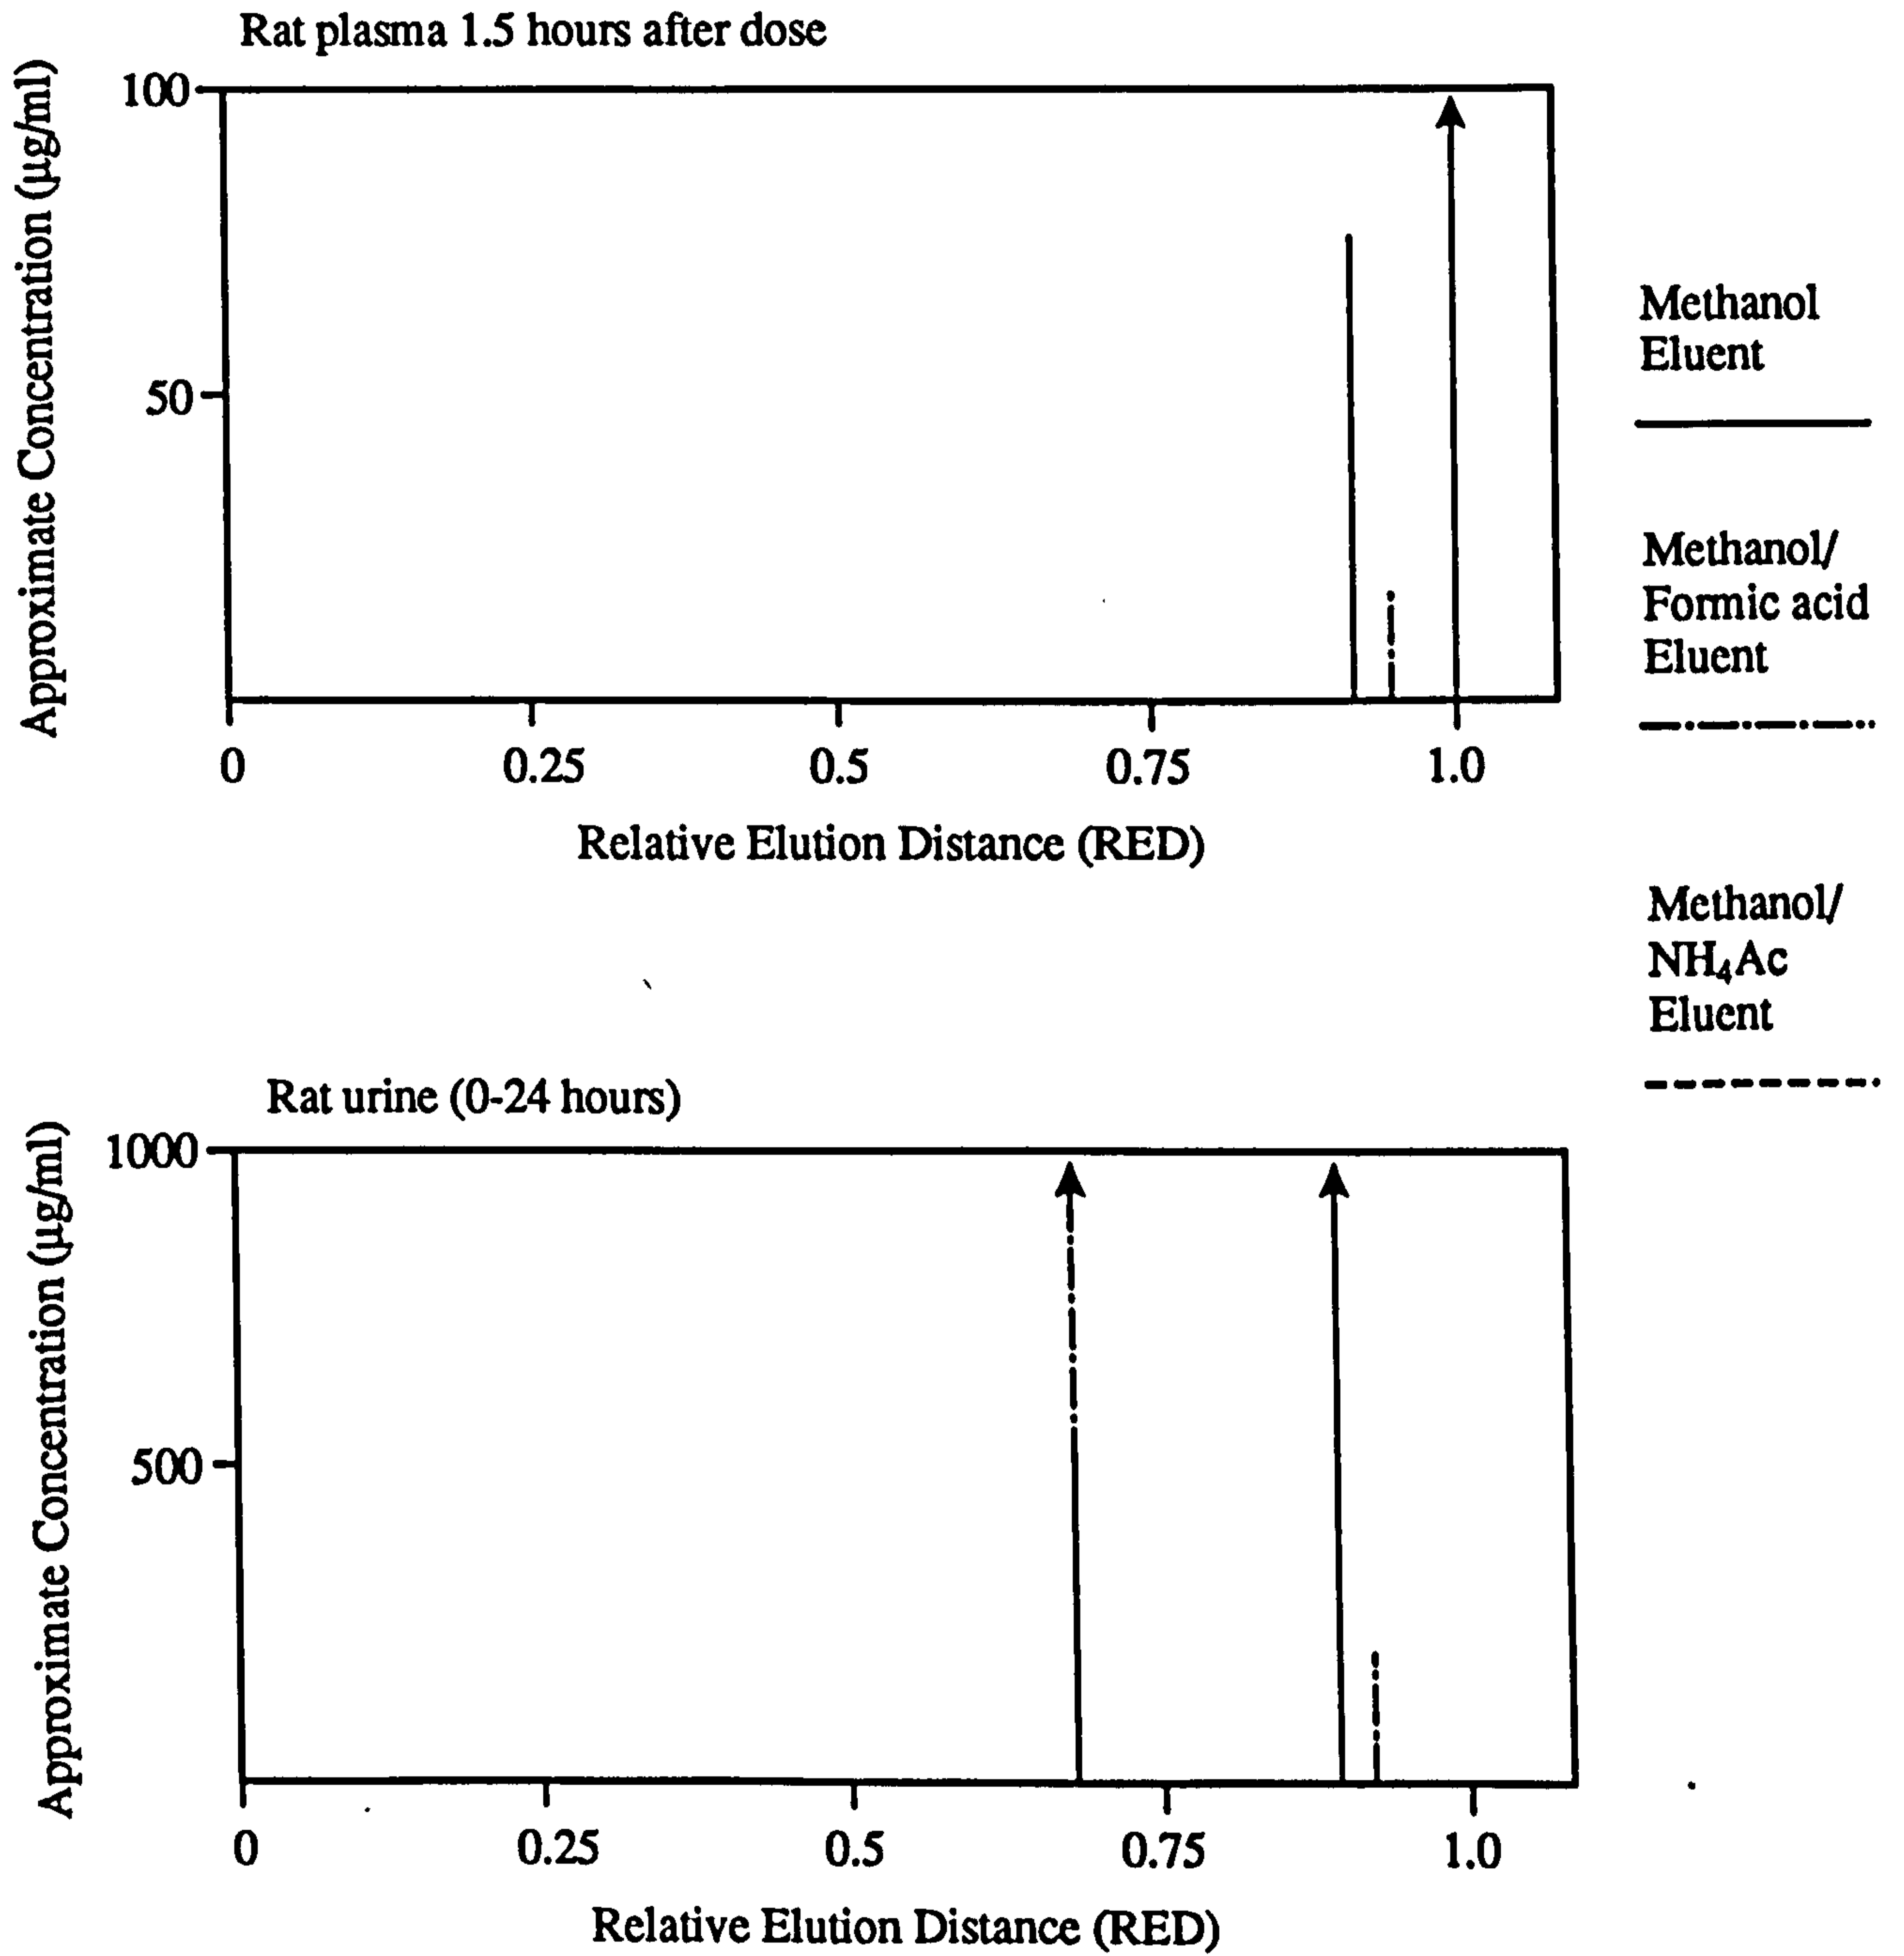 Rat plasma 1.5 hours after dose
Approximate Concentration (µg/ml)
100
50
0
0.25
0.5
0.75
1.0
Relative Elution Distance (RED)
Methanol
Eluent
Methanol/
Formic acid
Eluent
Methanol/
NH₄Ac
Eluent
Rat urine (0-24 hours)
Approximate Concentration (µg/ml)
1000
500
0
0.25
0.5
0.75
1.0
Relative Elution Distance (RED)